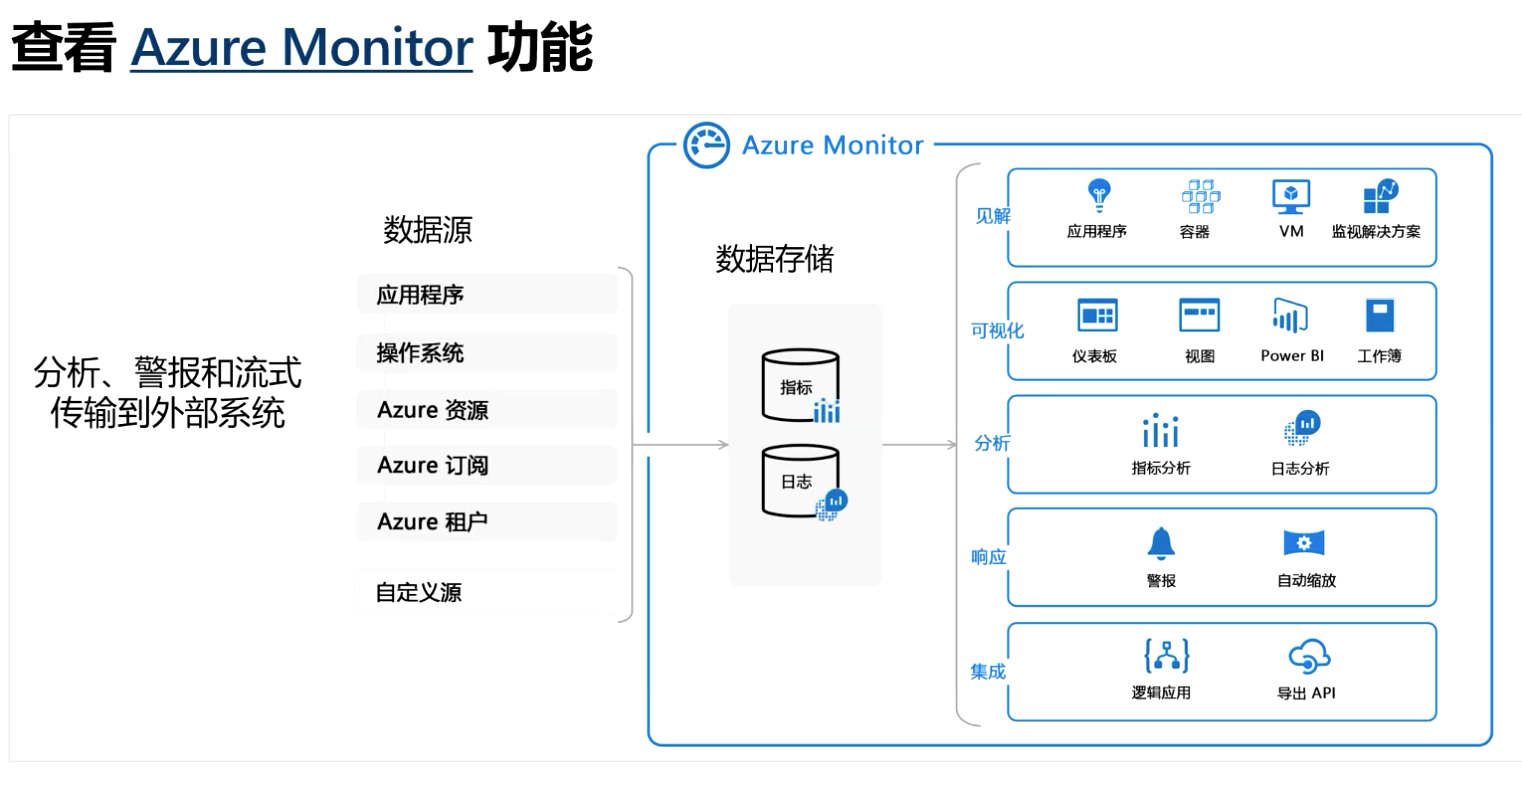 查看 Azure Monitor 功能
分析、警报和流式
传输到外部系统
数据源
应用程序
操作系统
Azure 资源
Azure 订阅
Azure 租户
自定义源
Azure Monitor
数据存储
指标
日志
见解
应用程序
容器
VM
监视解决方案
可视化
仪表板
视图
Power BI
工作簿
分析
指标分析
日志分析
响应
警报
自动缩放
集成
逻辑应用
导出 API